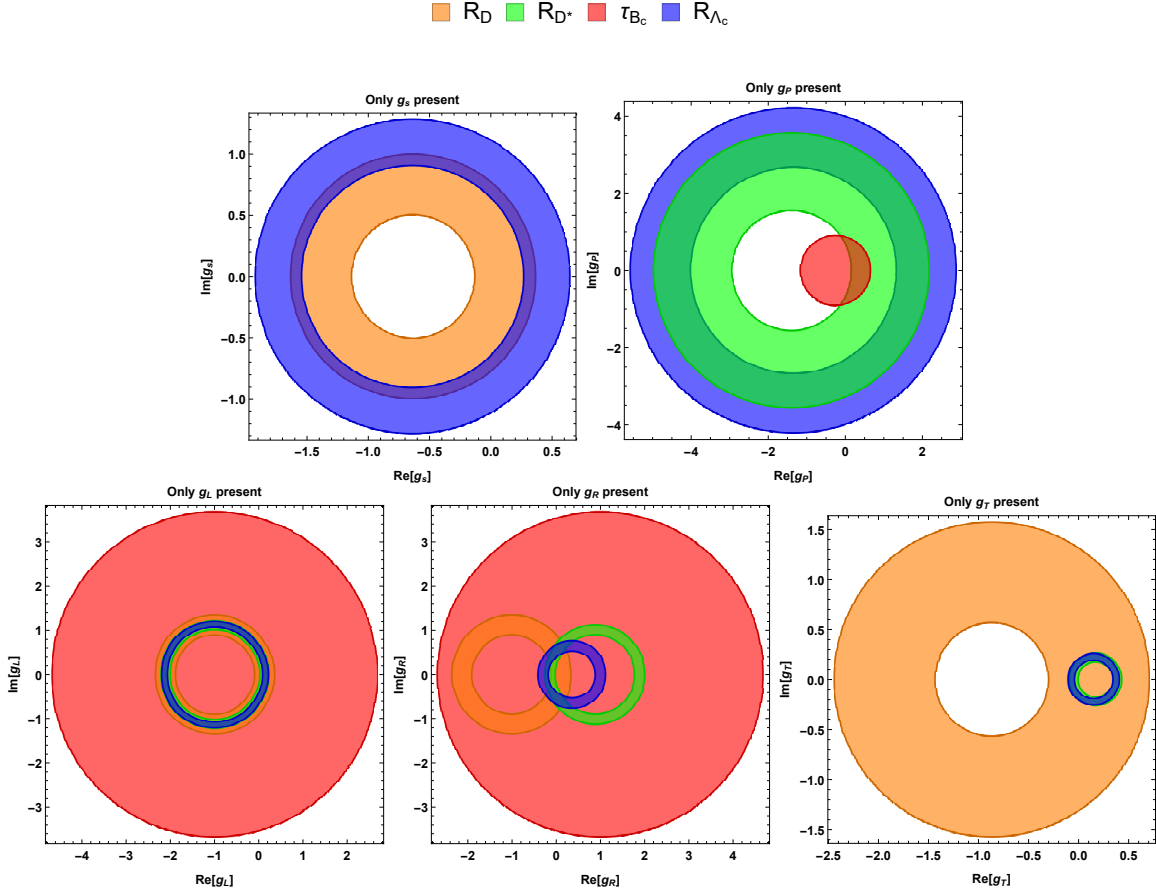 R_D R_D* τ_B_c R_Λ_c
Only g_s present
Only g_P present
Im[g_s]
1.0
0.5
0.0
−0.5
−1.0
−1.5 −1.0 −0.5 0.0 0.5
Re[g_s]
Im[g_P]
4
2
0
−2
−4
−4 −2 0 2
Re[g_P]
Only g_L present
Only g_R present
Only g_T present
Im[g_L]
3
2
1
0
−1
−2
−3
−4 −3 −2 −1 0 1 2
Re[g_L]
Im[g_R]
3
2
1
0
−1
−2
−3
−2 −1 0 1 2 3 4
Re[g_R]
Im[g_T]
1.5
1.0
0.5
0.0
−0.5
−1.0
−1.5
−2.5 −2.0 −1.5 −1.0 −0.5 0.0 0.5
Re[g_T]